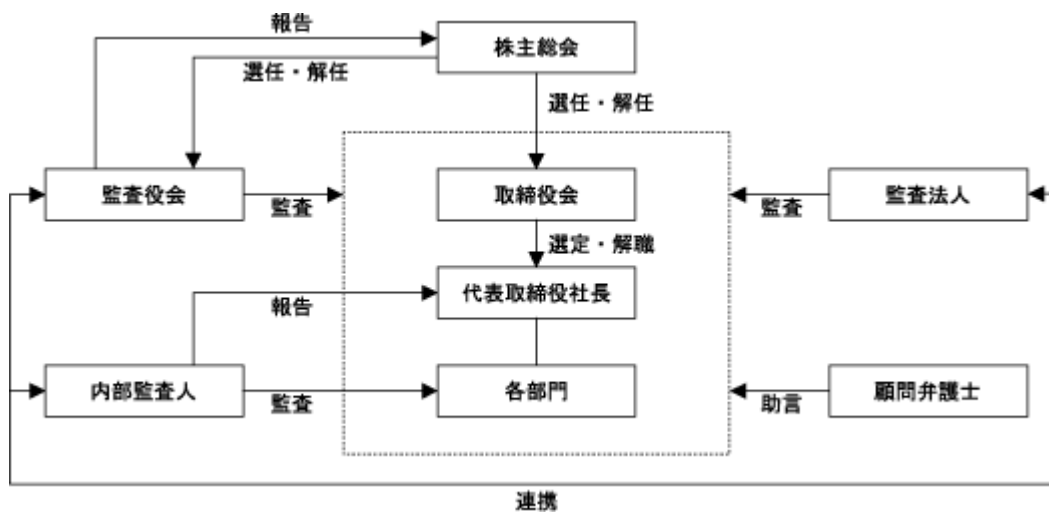 報告
株主総会
選任・解任
選任・解任
監査役会
監査
取締役会
監査
監査法人
選定・解職
代表取締役社長
報告
内部監査人
監査
各部門
助言
顧問弁護士
連携